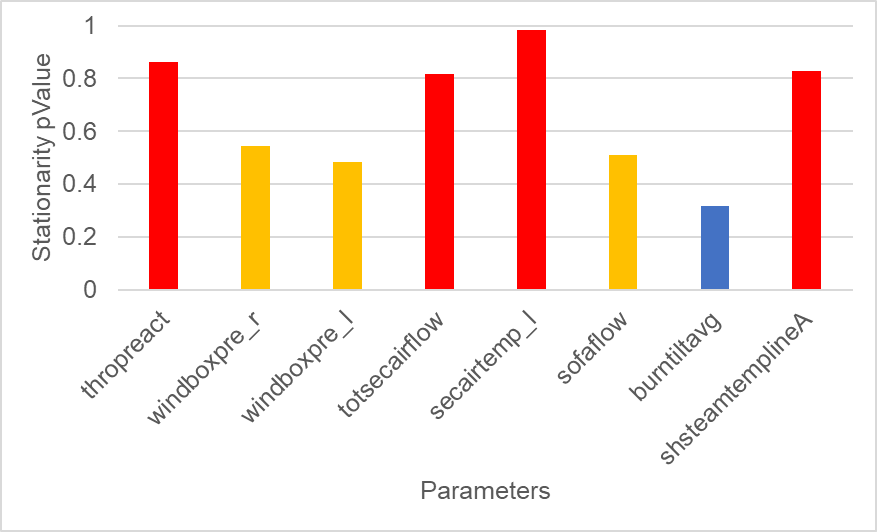 Stationarity pValue
1
0.8
0.6
0.4
0.2
0
thropreact
windboxpre_r
windboxpre_l
totsecairflow
secairtemp_l
sofaflow
burntiltavg
shsteamtemplineA
Parameters